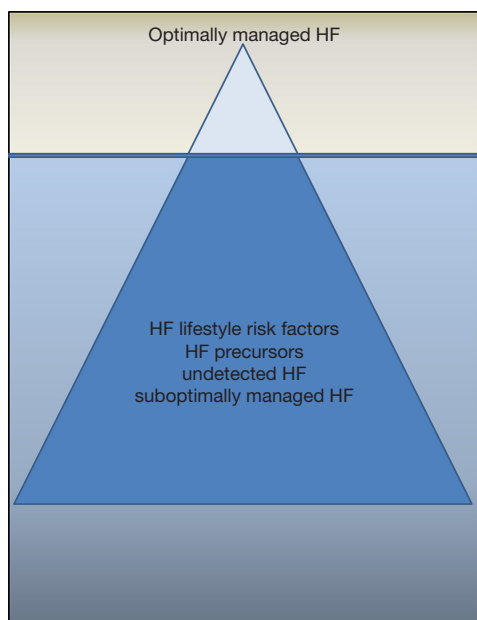 Optimally managed HF
HF lifestyle risk factors
HF precursors
undetected HF
suboptimally managed HF